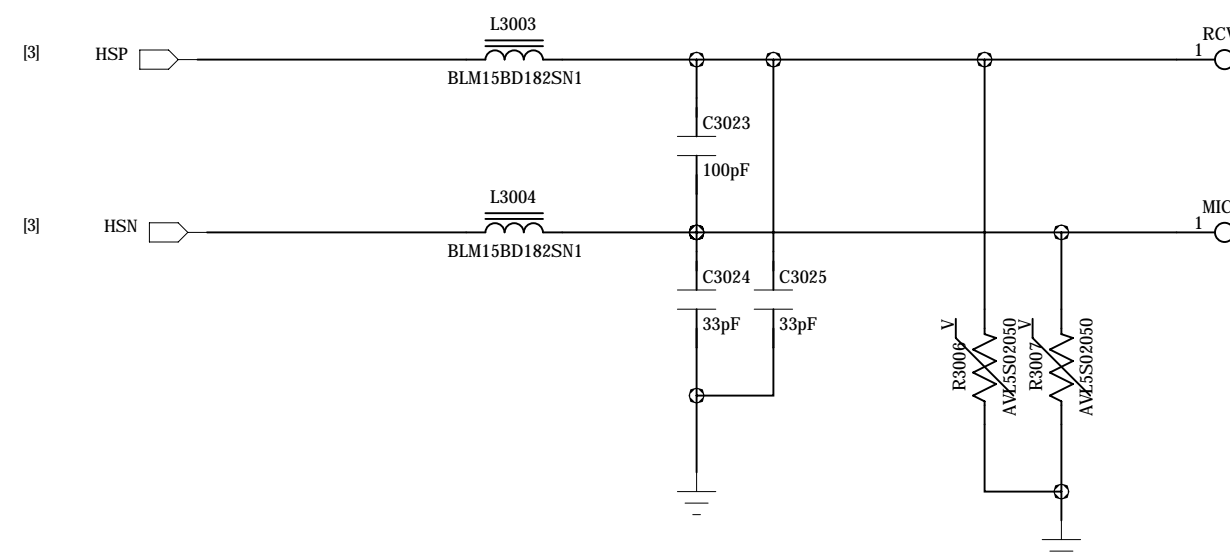 L3003
[3] HSP
RCV
1
BLM15BD182SN1
C3023
100pF
L3004
[3] HSN
MIC
1
BLM15BD182SN1
C3024
C3025
33pF
33pF
V
R3006
AVL5S02050
V
R3007
AVL5S02050